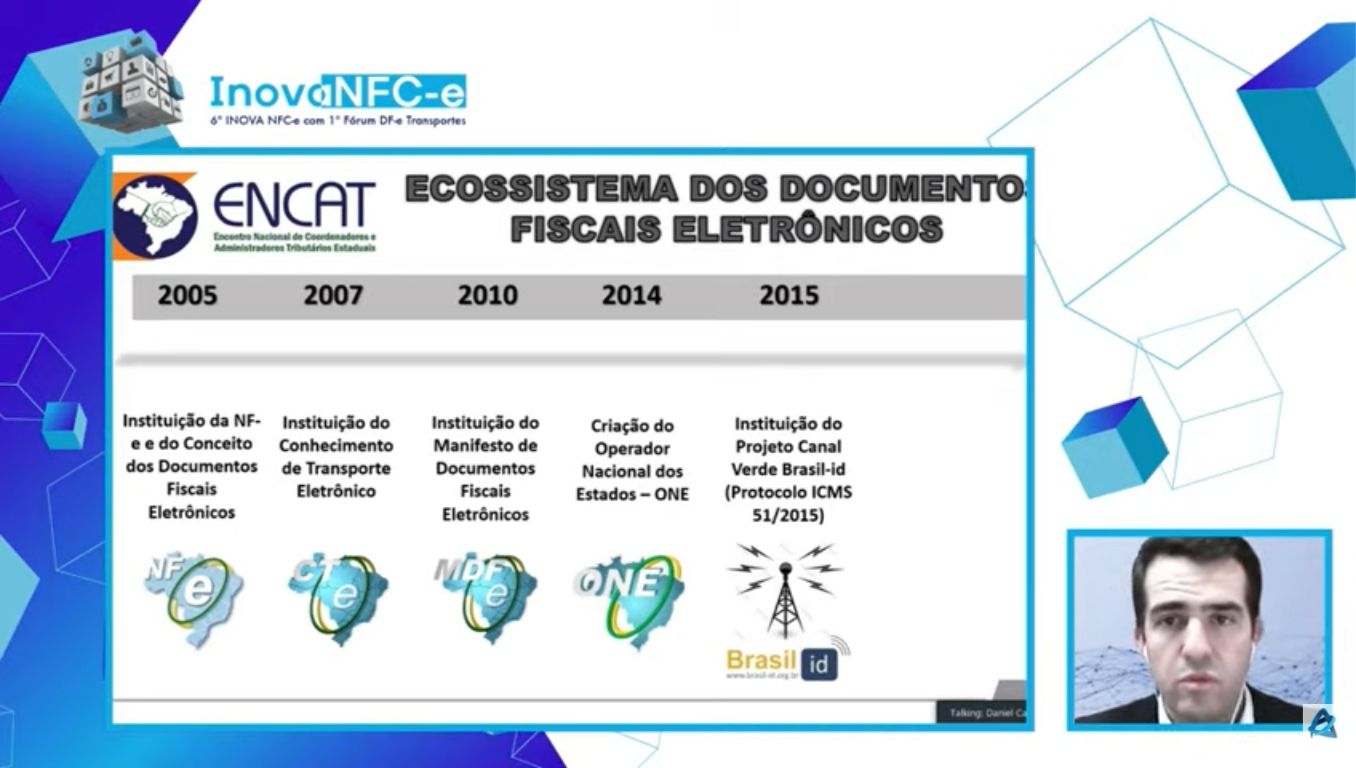 InovaNFC-e
6º INOVA NFC-e com 1º Fórum DF-e Transportes
ENCAT
Encontro Nacional de Coordenadores e
Administradores Tributários Estaduais
ECOSSISTEMA DOS DOCUMENTOS
FISCAIS ELETRÔNICOS
2005 2007 2010 2014 2015
Instituição da NF-
e e do Conceito
dos Documentos
Fiscais
Eletrônicos
Instituição do
Conhecimento
de Transporte
Eletrônico
Instituição do
Manifesto de
Documentos
Fiscais
Eletrônicos
Criação do
Operador
Nacional dos
Estados – ONE
Instituição do
Projeto Canal
Verde Brasil-id
(Protocolo ICMS
51/2015)
NF e
CT e
MDF e
ONE
Brasil id
www.brasil-id.org.br
Talking: Daniel Ca